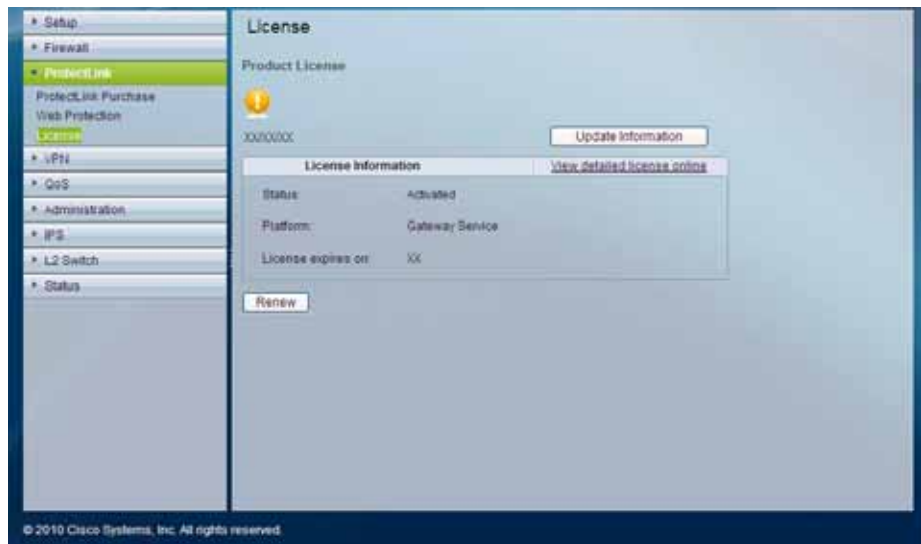 Setup
Firewall
ProtectLink
ProtectLink Purchase
Web Protection
License
VPN
QoS
Administration
IPS
L2 Switch
Status
License
Product License
Update Information
License Information
View detailed license online
Status:
Activated
Platform:
Gateway Service
License expires on:
XX
Renew
© 2010 Cisco Systems, Inc. All rights reserved.